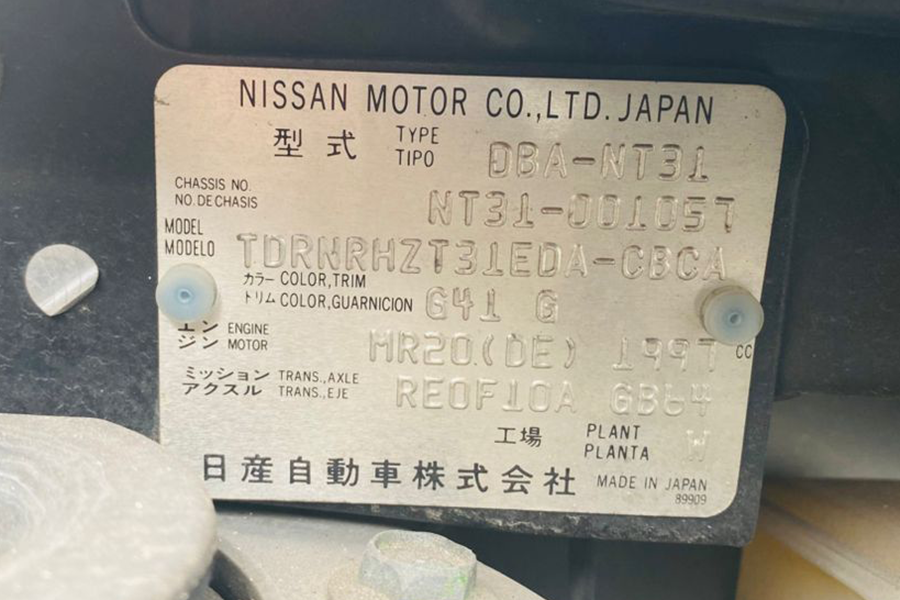 NISSAN MOTOR CO.,LTD. JAPAN
型式 TYPE
TIPO DBA-NT31
CHASSIS NO.
NO. DE CHASIS NT31-001057
MODEL
MODELO TDRNRHZT31EDA-CBCA
カラー COLOR,TRIM
トリム COLOR,GUARNICION G41 G
エン ENGINE
ジン MOTOR MR20.(DE) 1997 CC
ミッション TRANS.,AXLE
アクスル TRANS.,EJE RE0F10A GB64
工場 PLANT
PLANTA W
日産自動車株式会社 MADE IN JAPAN
89909